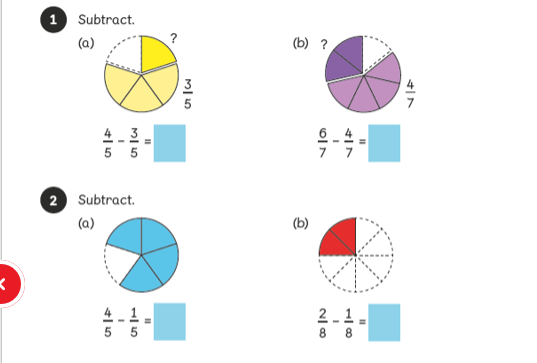 1 Subtract.
(a) ?
3/5
4/5 - 3/5 =
(b) ?
4/7
6/7 - 4/7 =
2 Subtract.
(a)
4/5 - 1/5 =
(b)
2/8 - 1/8 =